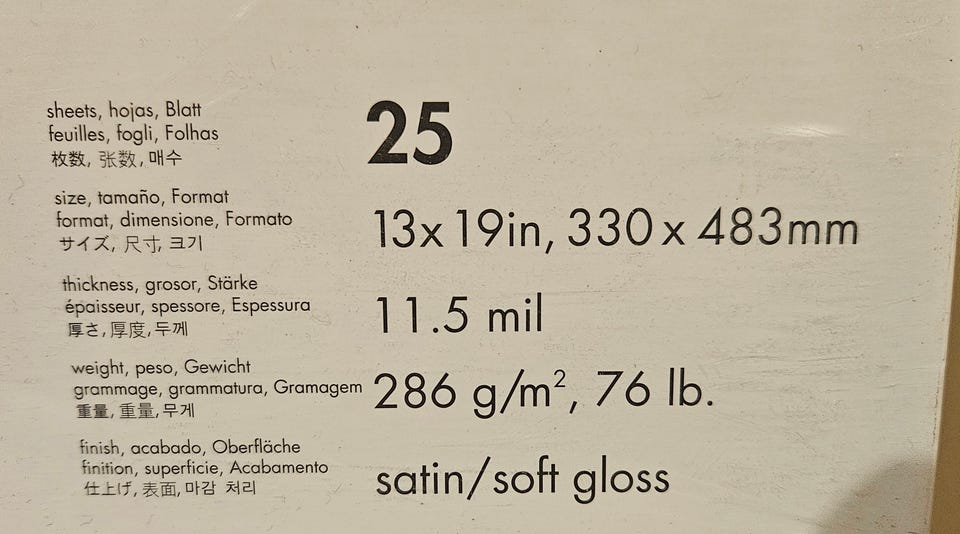 sheets, hojas, Blatt
feuilles, fogli, Folhas
枚数, 张数, 매수
25
size, tamaño, Format
format, dimensione, Formato
サイズ, 尺寸, 크기
13x19in, 330 x 483mm
thickness, grosor, Stärke
épaisseur, spessore, Espessura
厚さ, 厚度, 두께
11.5 mil
weight, peso, Gewicht
grammage, grammatura, Gramagem
重量, 重量, 무게
286 g/m², 76 lb.
finish, acabado, Oberfläche
finition, superficie, Acabamento
仕上げ, 表面, 마감 처리
satin/soft gloss